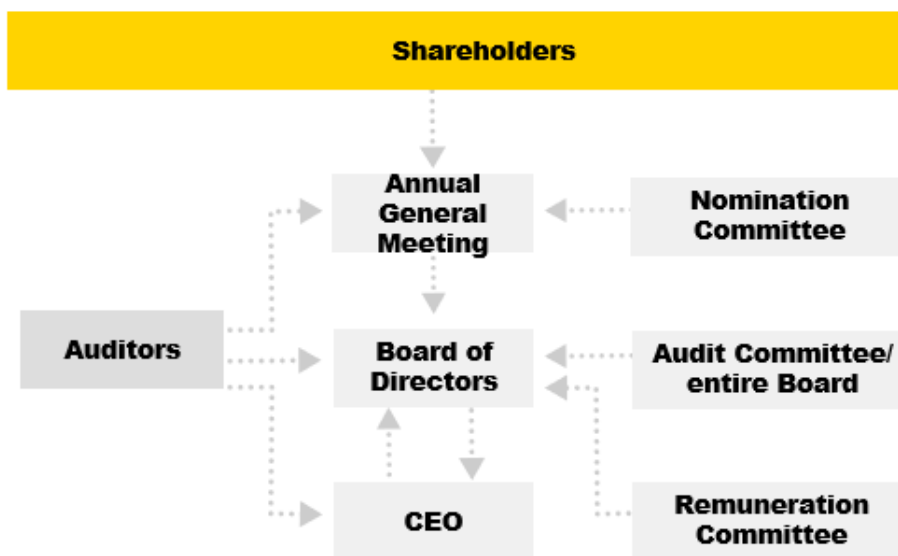 Shareholders
Annual
General
Meeting
Nomination
Committee
Auditors
Board of
Directors
Audit Committee/
entire Board
CEO
Remuneration
Committee